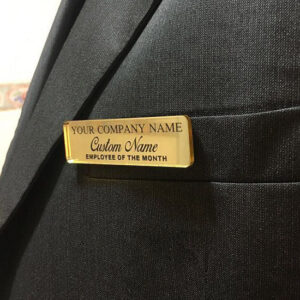 YOUR COMPANY NAME
Custom Name
EMPLOYEE OF THE MONTH